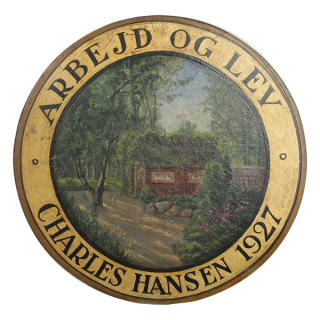 ARBEJD OG LEV
CHARLES HANSEN 1927